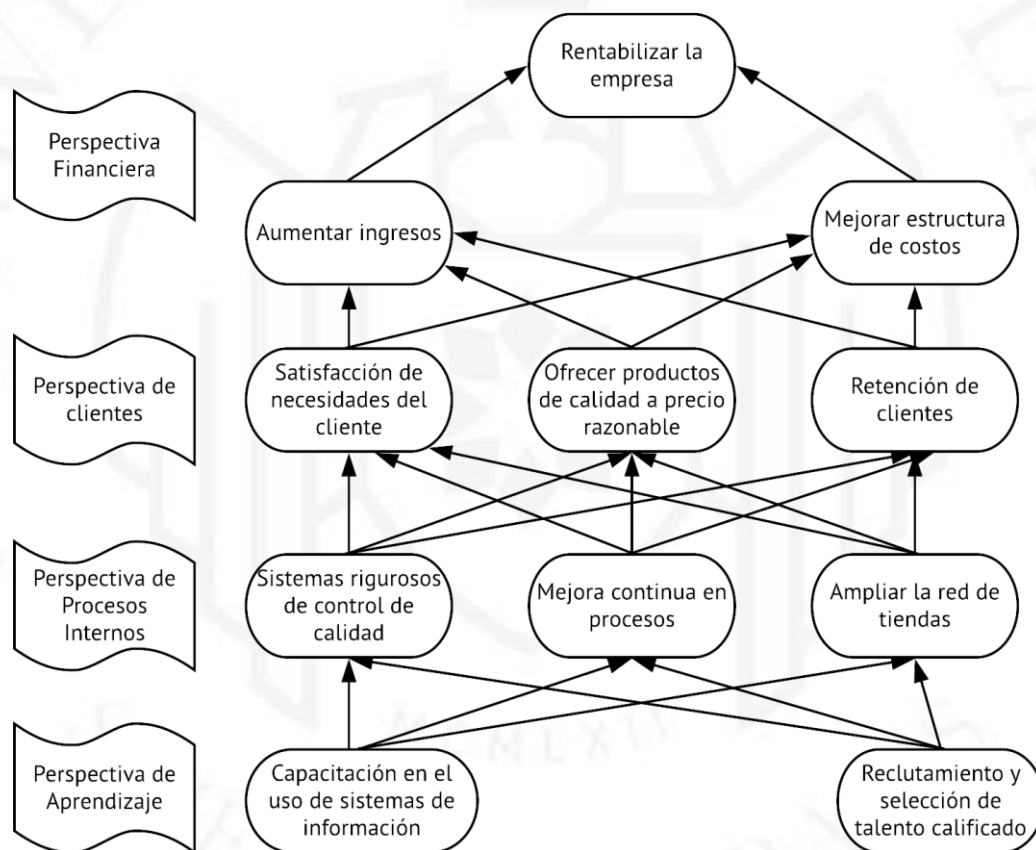 Rentabilizar la
empresa
Perspectiva
Financiera
Aumentar ingresos
Mejorar estructura
de costos
Perspectiva de
clientes
Satisfacción de
necesidades del
cliente
Ofrecer productos
de calidad a precio
razonable
Retención de
clientes
Perspectiva de
Procesos
Internos
Sistemas rigurosos
de control de
calidad
Mejora continua en
procesos
Ampliar la red de
tiendas
Perspectiva de
Aprendizaje
Capacitación en el
uso de sistemas de
información
Reclutamiento y
selección de
talento calificado